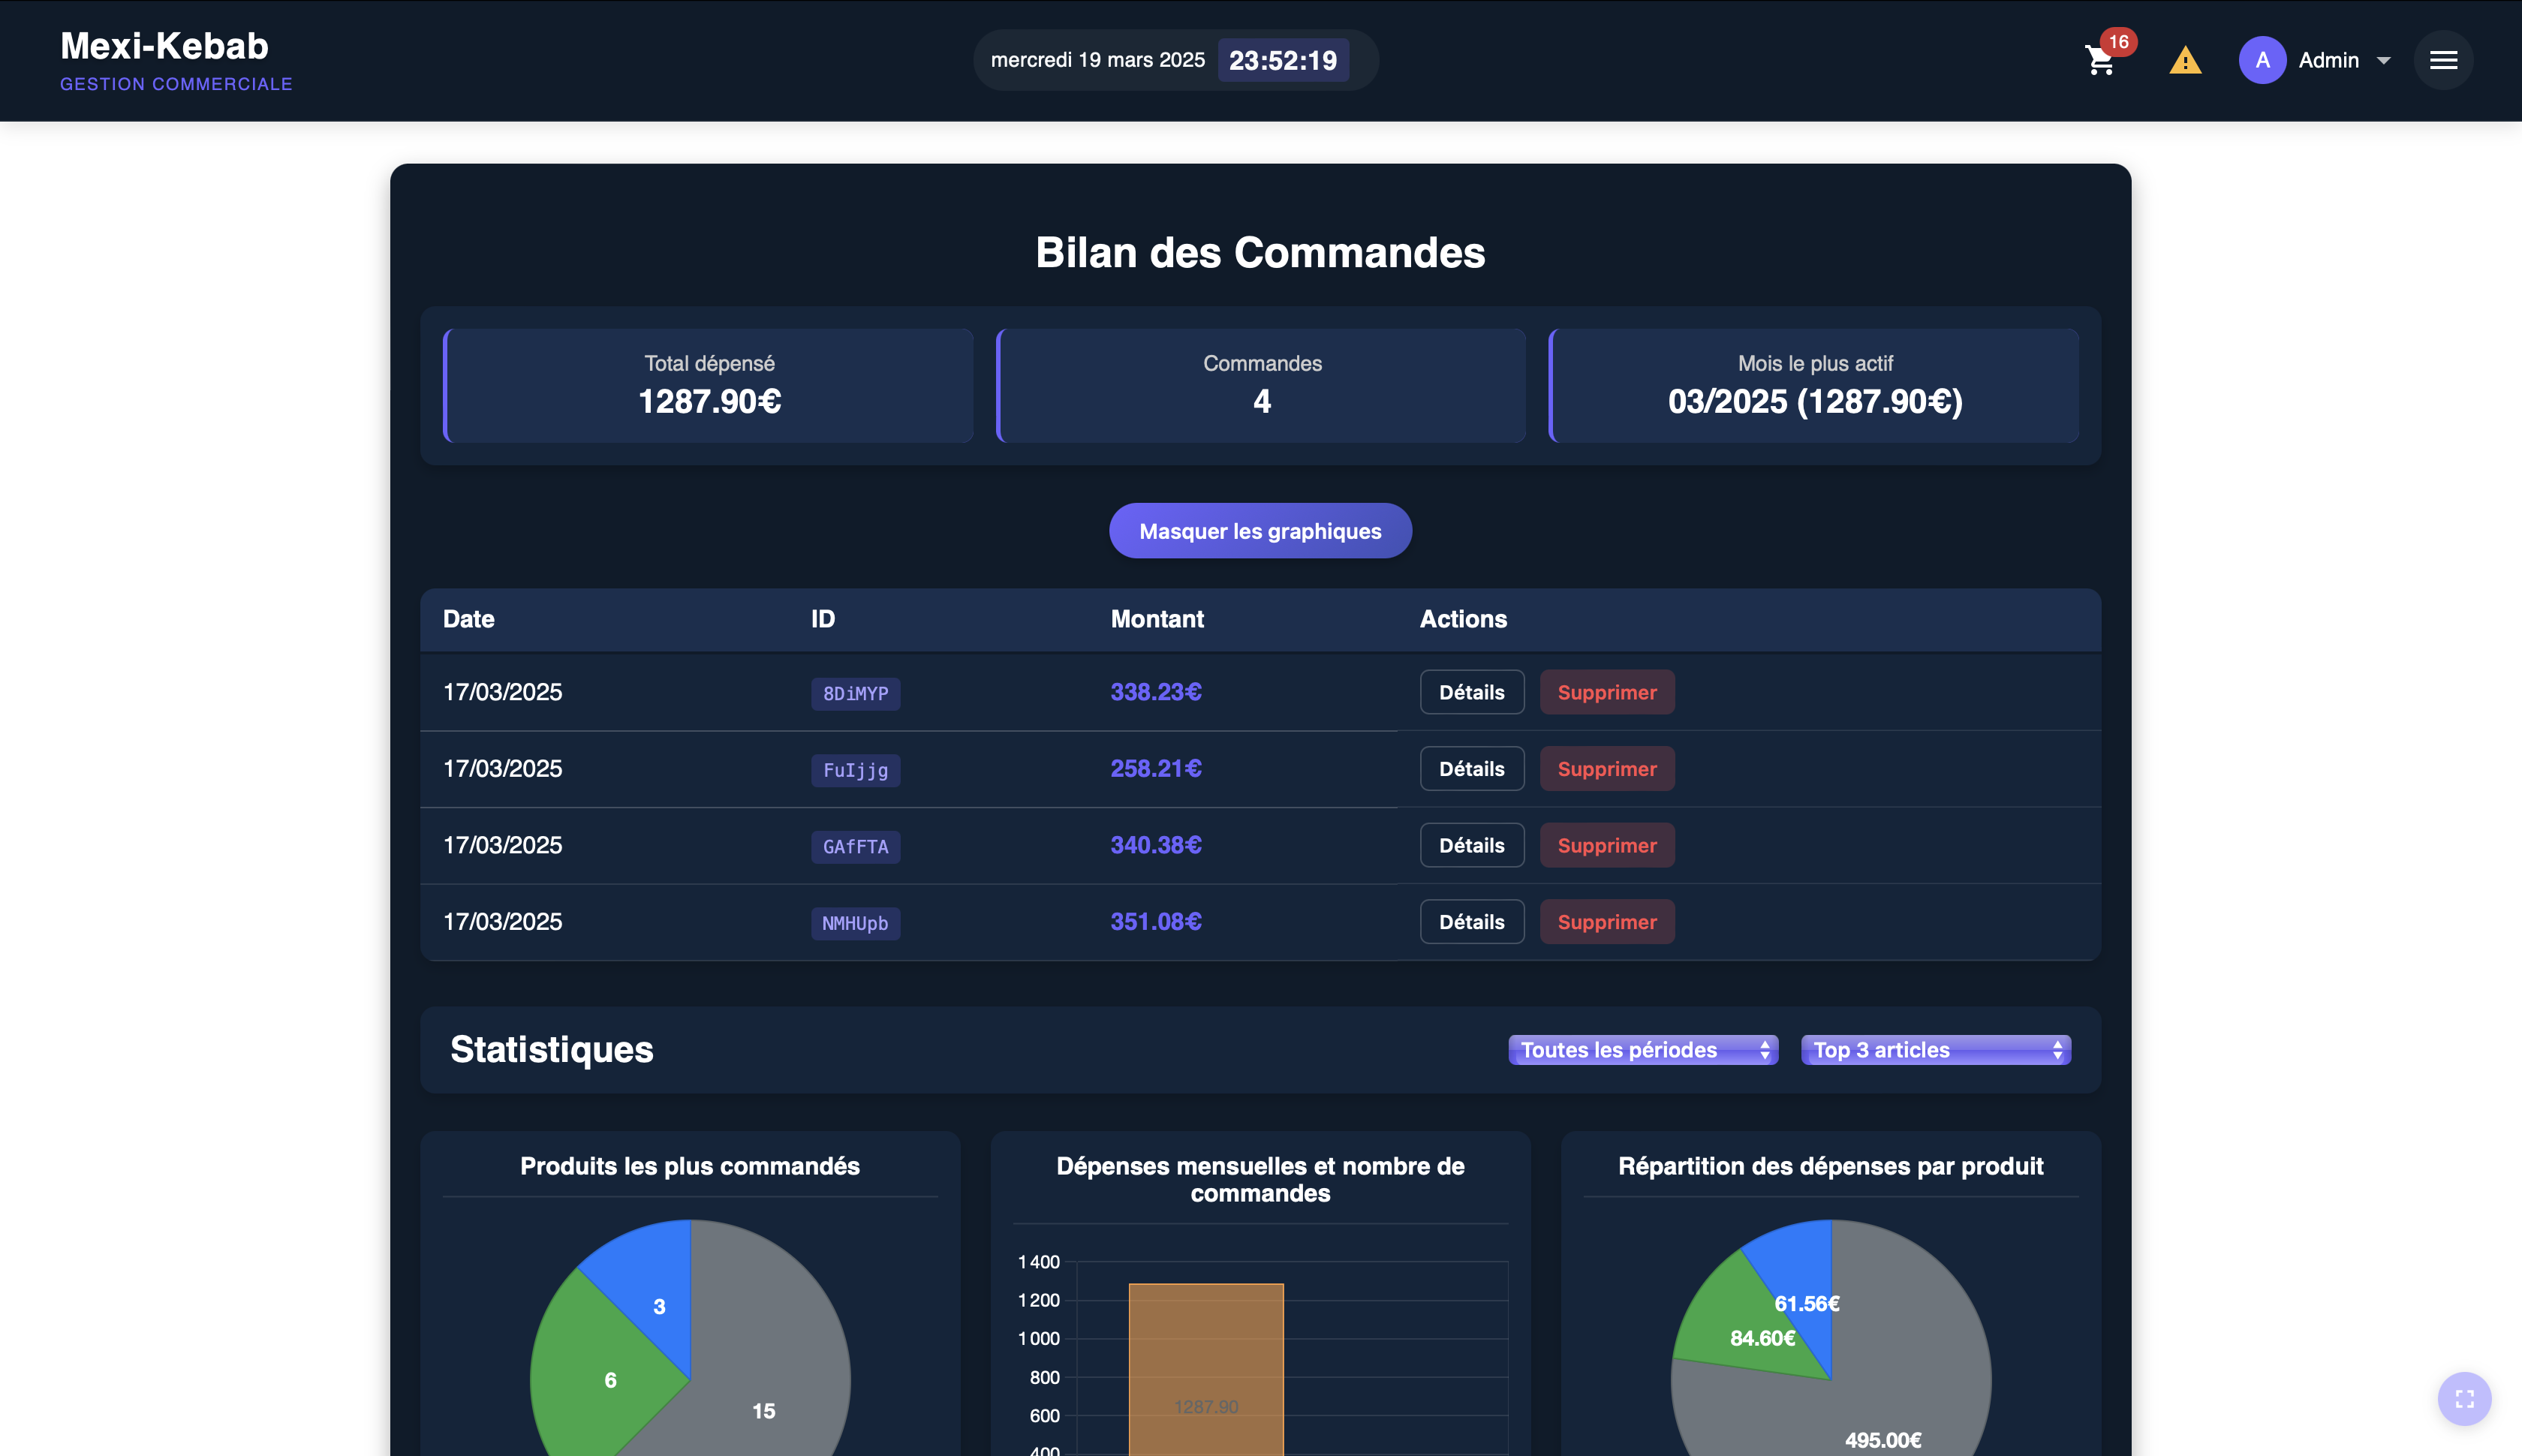 Mexi-Kebab
GESTION COMMERCIALE
mercredi 19 mars 2025 23:52:19
16
A Admin
Bilan des Commandes
Total dépensé
1287.90€
Commandes
4
Mois le plus actif
03/2025 (1287.90€)
Masquer les graphiques
Date ID Montant Actions
17/03/2025 8DiMYP 338.23€ Détails Supprimer
17/03/2025 FuIjjg 258.21€ Détails Supprimer
17/03/2025 GAfFTA 340.38€ Détails Supprimer
17/03/2025 NMHUpb 351.08€ Détails Supprimer
Statistiques Toutes les périodes Top 3 articles
Produits les plus commandés
3
6
15
Dépenses mensuelles et nombre de
commandes
1 400
1 200
1 000
800
600
400
1287.90
Répartition des dépenses par produit
61.56€
84.60€
495.00€